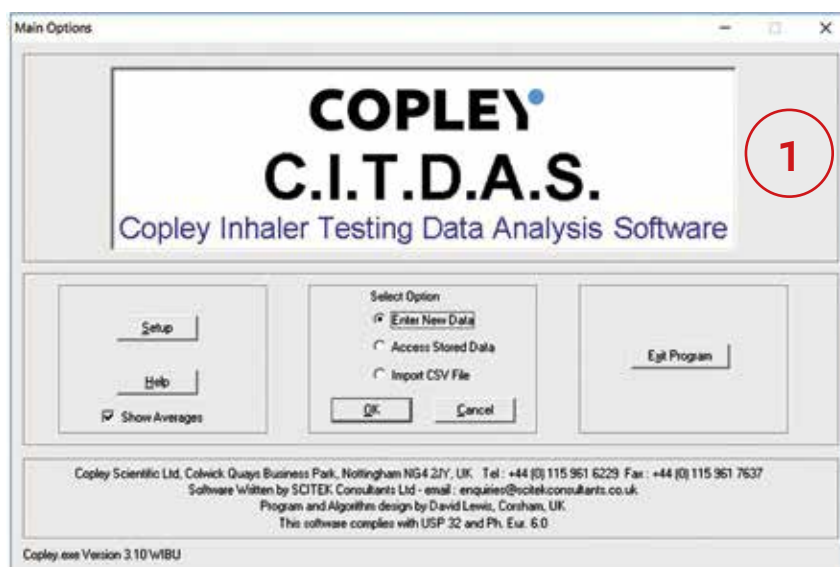 Main Options
COPLEY
1
C.I.T.D.A.S.
Copley Inhaler Testing Data Analysis Software
Setup
Help
Show Averages
Select Option
Enter New Data
Access Stored Data
Import CSV File
OK
Cancel
Exit Program
Copley Scientific Ltd, Colwick Quays Business Park, Nottingham NG4 2JY, UK Tel : +44 (0) 115 961 6229 Fax : +44 (0) 115 961 7637
Software Written by SCITEK Consultants Ltd - email : enquiries@scitekconsultants.co.uk
Program and Algorithm design by David Lewis, Corsham, UK
This software complies with USP 32 and Ph. Eur. 6.0
Copley.exe Version 3.10 WIBU